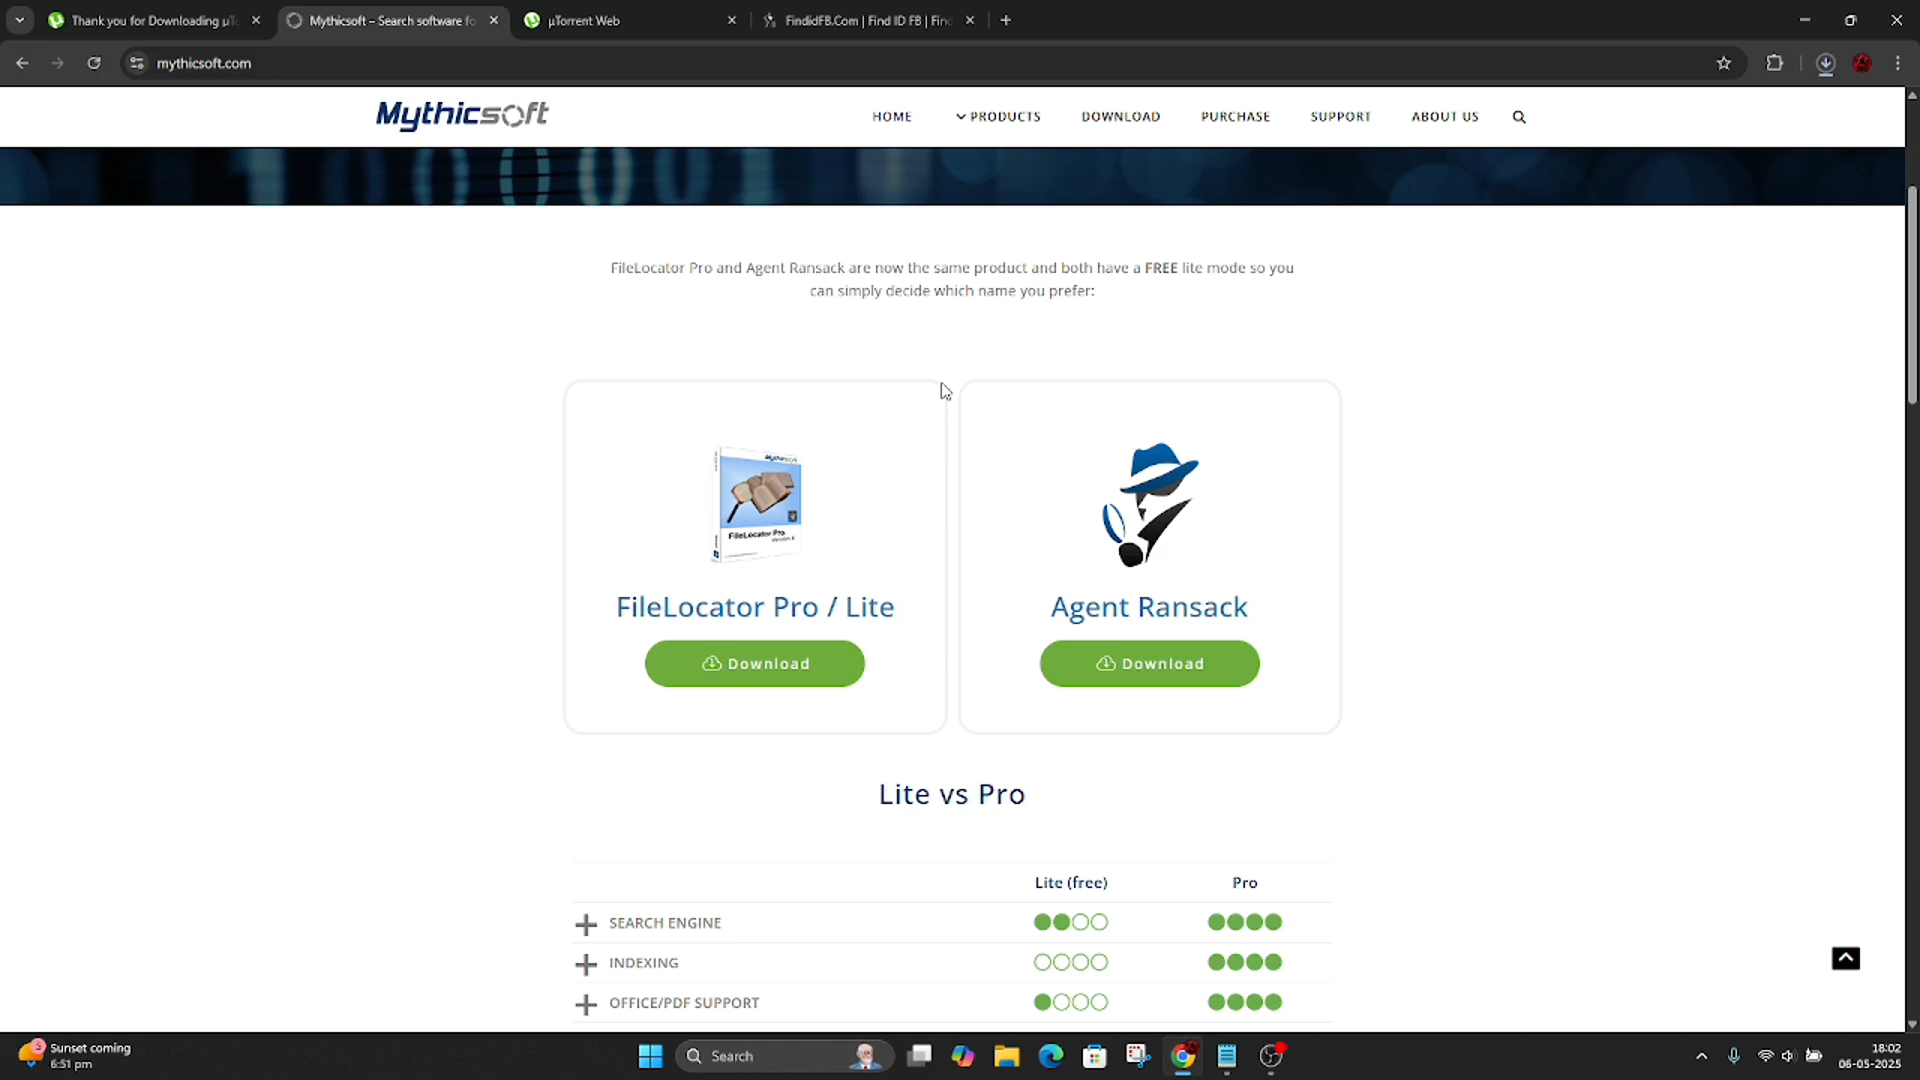 Thank you for Downloading µT
Mythicsoft – Search software fo
µTorrent Web
FindidFB.Com | Find ID FB | Find
mythicsoft.com
Mythicsoft
HOME
PRODUCTS
DOWNLOAD
PURCHASE
SUPPORT
ABOUT US
FileLocator Pro and Agent Ransack are now the same product and both have a FREE lite mode so you
can simply decide which name you prefer:
Mythicsoft
FileLocator Pro
FileLocator Pro / Lite
Download
Agent Ransack
Download
Lite vs Pro
Lite (free)
Pro
SEARCH ENGINE
INDEXING
OFFICE/PDF SUPPORT
Sunset coming
6:51 pm
Search
18:02
06-05-2025